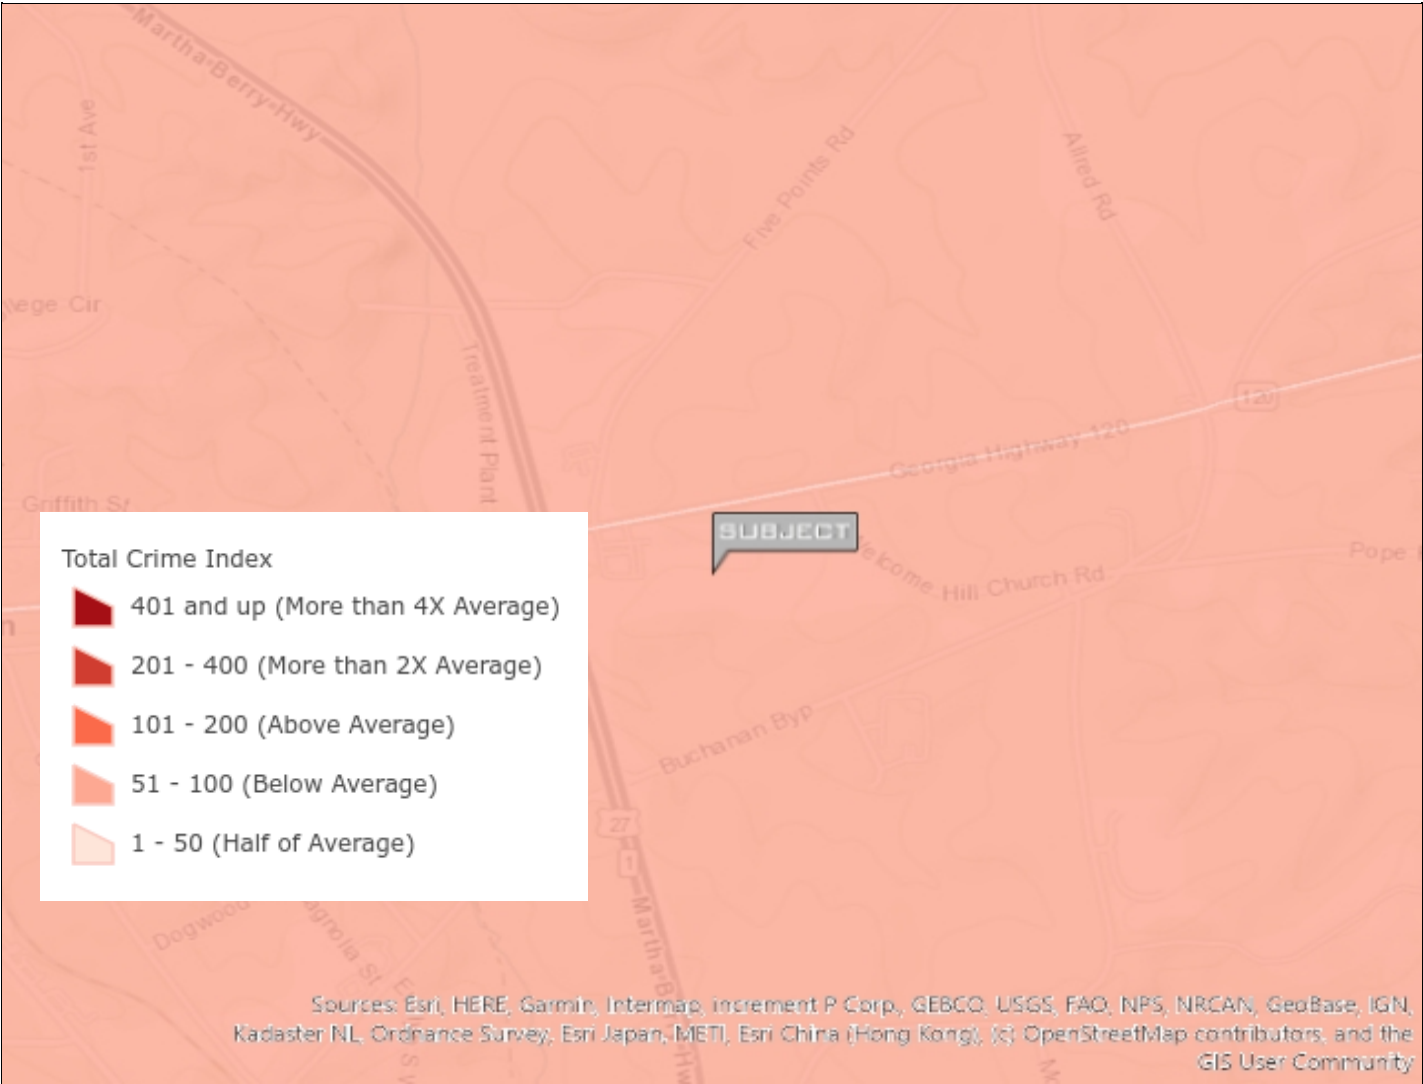 Martha-Berry-Hwy
1st Ave
Five Points Rd
Allred Rd
Cir
Treatment Plant
120
Georgia Highway 120
Griffith St
SUBJECT
Welcome Hill Church Rd
Pope
Total Crime Index
401 and up (More than 4X Average)
201 - 400 (More than 2X Average)
101 - 200 (Above Average)
51 - 100 (Below Average)
1 - 50 (Half of Average)
Buchanan Byp
27
1
Dogwood
agnolia St
Martha-B
Hw
Sources: Esri, HERE, Garmin, Intermap, increment P Corp., GEBCO, USGS, FAO, NPS, NRCAN, GeoBase, IGN,
Kadaster NL, Ordnance Survey, Esri Japan, METI, Esri China (Hong Kong), (c) OpenStreetMap contributors, and the
GIS User Community